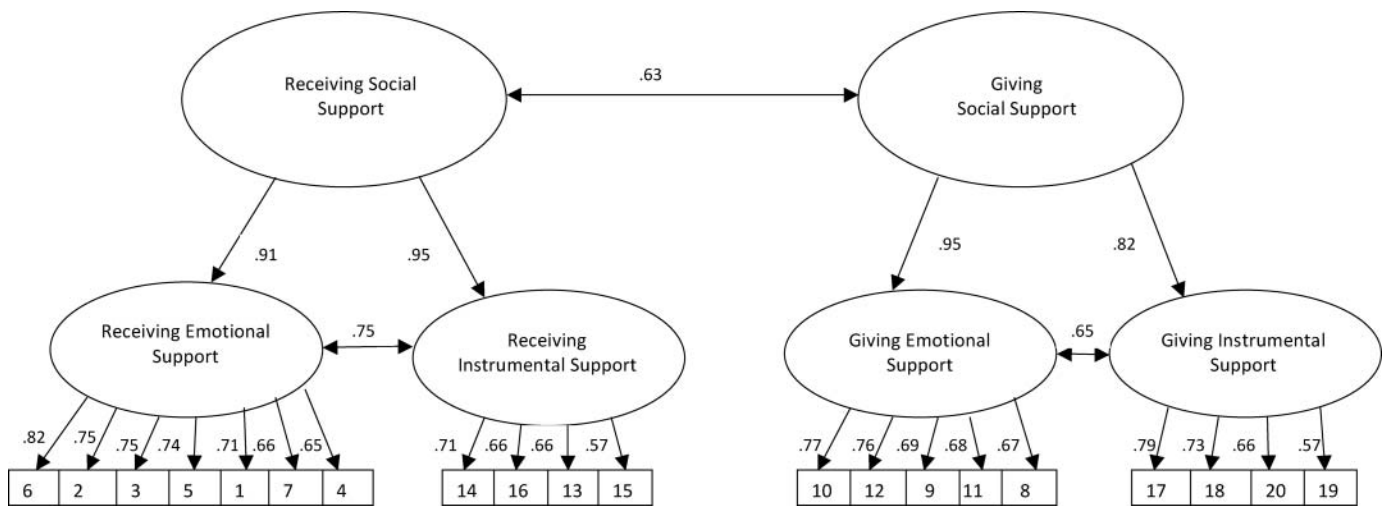 Receiving Social
Support
.63
Giving
Social Support
.91
.95
.95
.82
Receiving Emotional
Support
.75
Receiving
Instrumental Support
Giving Emotional
Support
.65
Giving Instrumental
Support
.82 .75 .75 .74 .71 .66 .65
.71 .66 .66 .57
.77 .76 .69 .68 .67
.79 .73 .66 .57
6 2 3 5 1 7 4
14 16 13 15
10 12 9 11 8
17 18 20 19